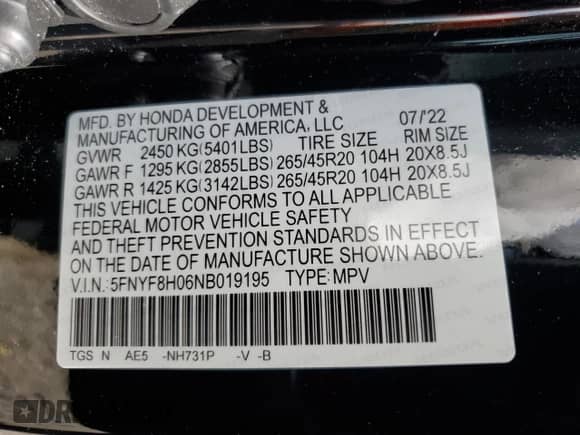 MFD. BY HONDA DEVELOPMENT &
MANUFACTURING OF AMERICA, LLC 07/'22
GVWR 2450 KG(5401LBS) TIRE SIZE RIM SIZE
GAWR F 1295 KG(2855LBS) 265/45R20 104H 20X8.5J
GAWR R 1425 KG(3142LBS) 265/45R20 104H 20X8.5J
THIS VEHICLE CONFORMS TO ALL APPLICABLE
FEDERAL MOTOR VEHICLE SAFETY
AND THEFT PREVENTION STANDARDS IN EFFECT
ON THE DATE OF MANUFACTURE SHOWN ABOVE.
V.I.N.:5FNYF8H06NB019195 TYPE:MPV
TGS N AE5 -NH731P -V -B